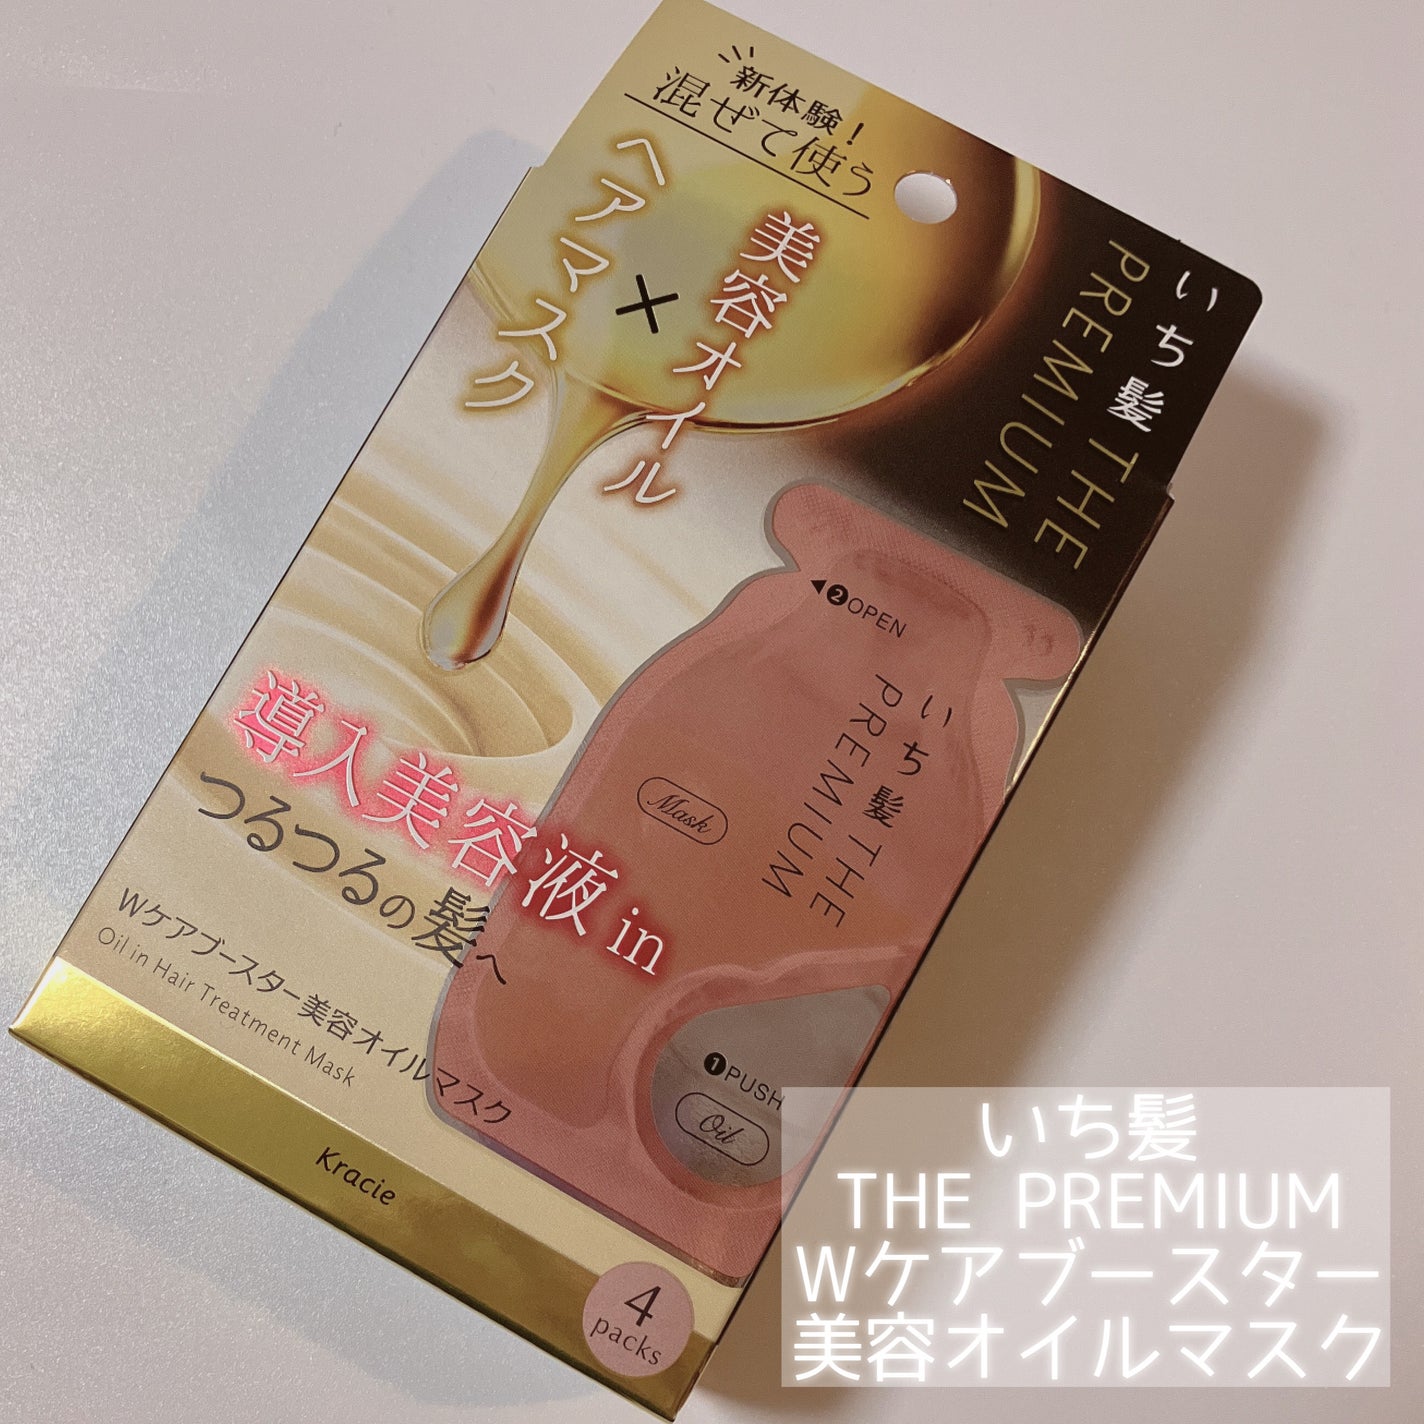 新体験!
混ぜて使う
美容オイル
×
ヘアマスク
いち髪 THE
PREMIUM
◀❷OPEN
いち髪 THE
PREMIUM
Mask
導入美容液 in
つるつるの髪へ
Wケアブースター美容オイルマスク
Oil in Hair Treatment Mask
❶PUSH
Oil
Kracie
4
packs
いち髪
THE PREMIUM
Wケアブースター
美容オイルマスク